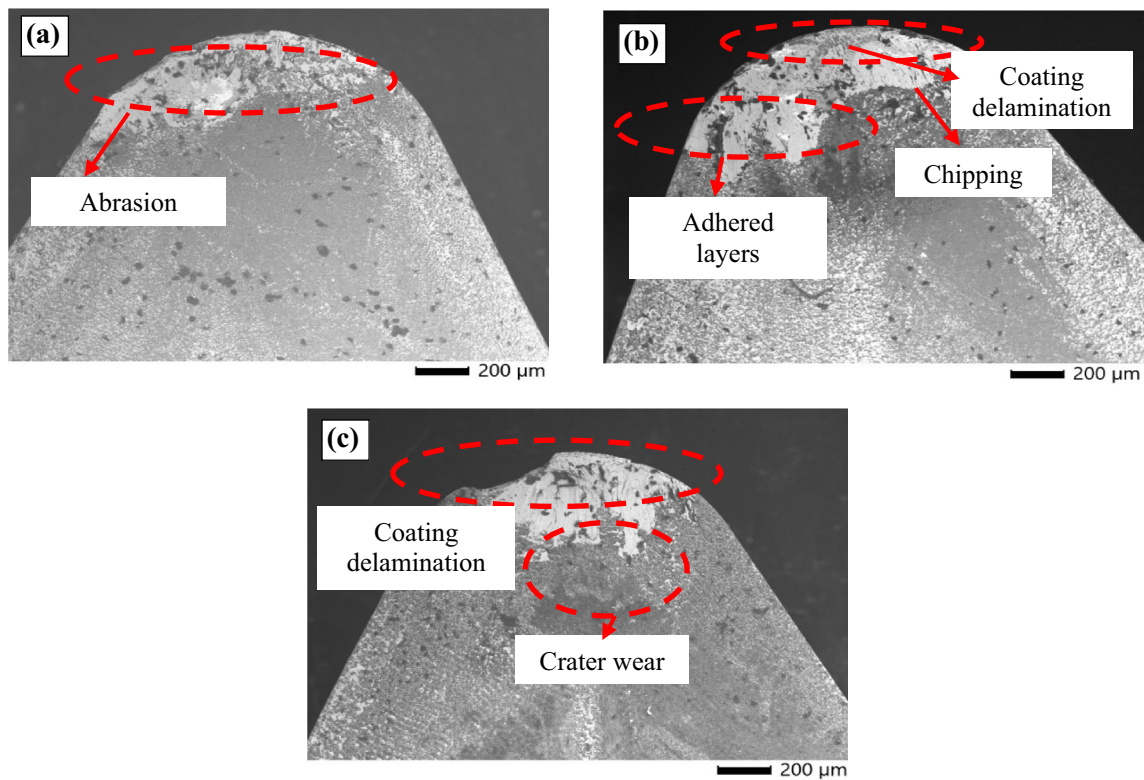 (a)
Abrasion
200 µm
(b)
Coating
delamination
Chipping
Adhered
layers
200 µm
(c)
Coating
delamination
Crater wear
200 µm